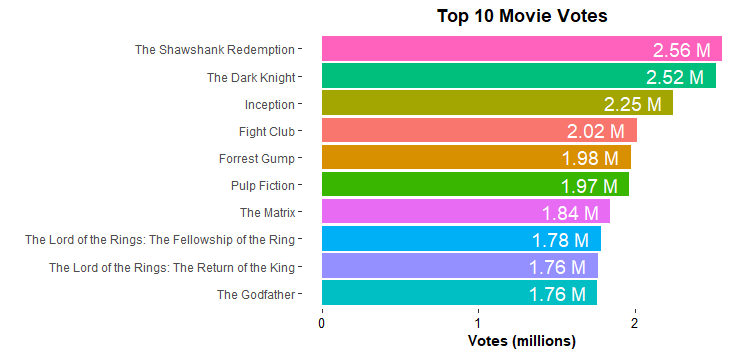 Top 10 Movie Votes
The Shawshank Redemption 2.56 M
The Dark Knight 2.52 M
Inception 2.25 M
Fight Club 2.02 M
Forrest Gump 1.98 M
Pulp Fiction 1.97 M
The Matrix 1.84 M
The Lord of the Rings: The Fellowship of the Ring 1.78 M
The Lord of the Rings: The Return of the King 1.76 M
The Godfather 1.76 M
0 1 2
Votes (millions)